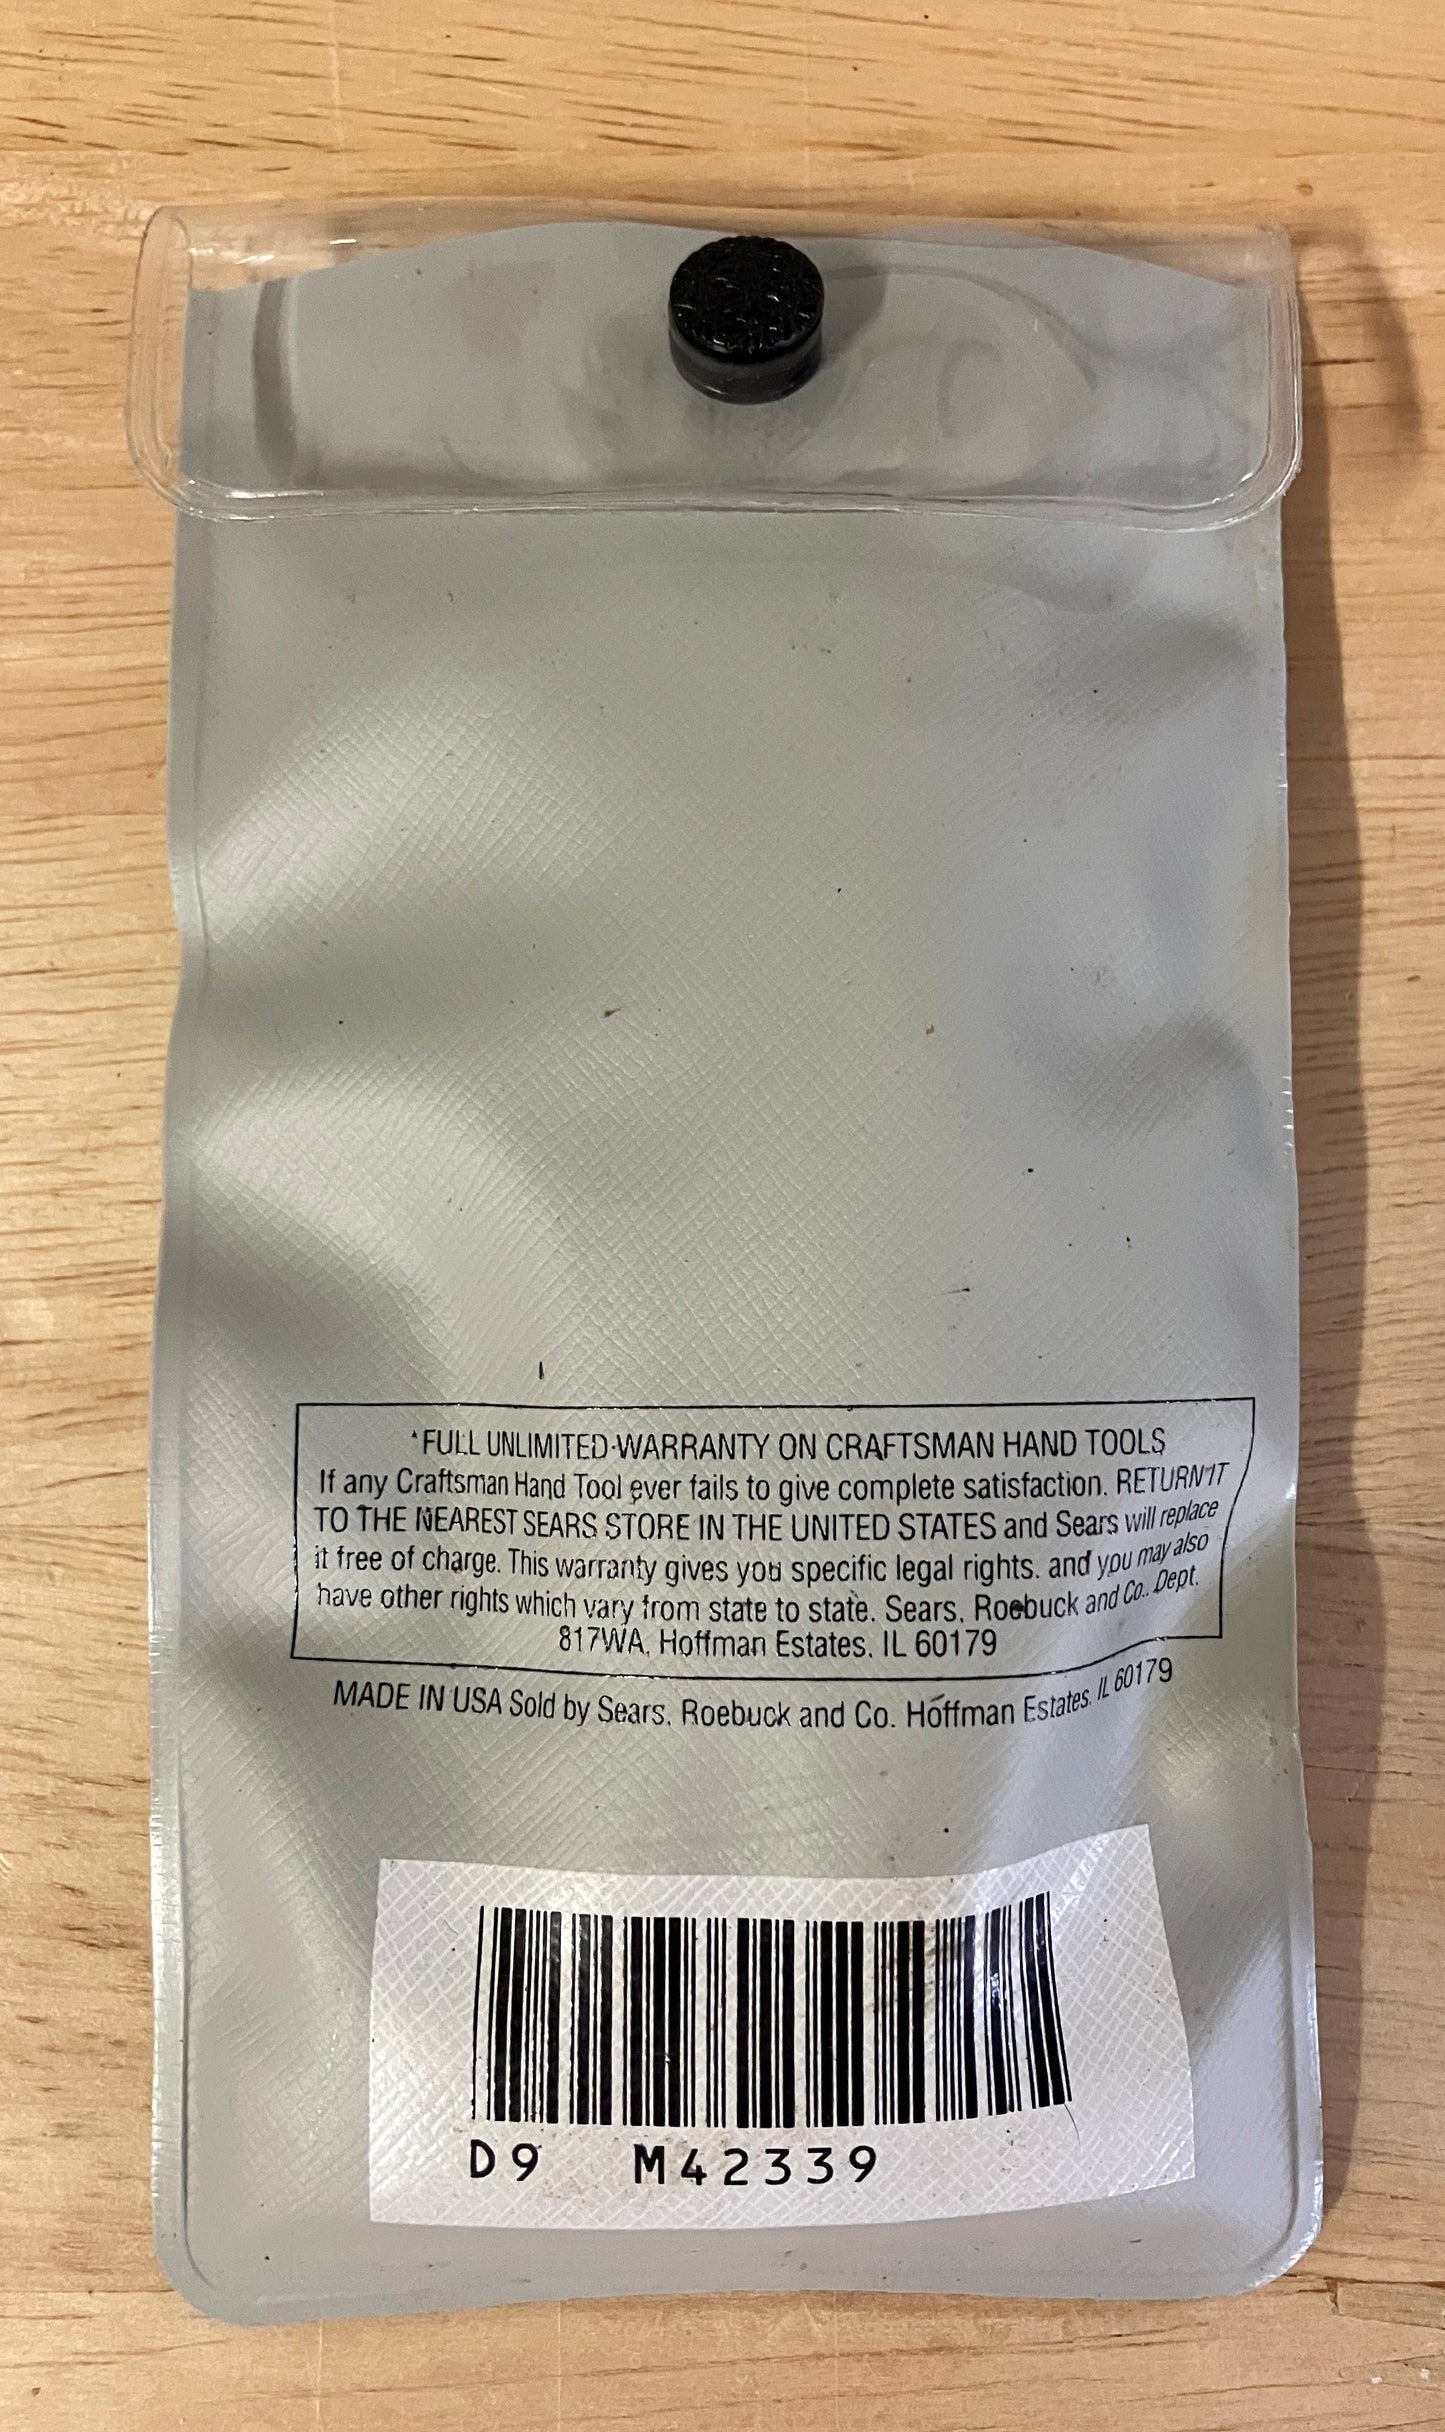 *FULL UNLIMITED WARRANTY ON CRAFTSMAN HAND TOOLS
If any Craftsman Hand Tool ever fails to give complete satisfaction. RETURN IT
TO THE NEAREST SEARS STORE IN THE UNITED STATES and Sears will replace
it free of charge. This warranty gives you specific legal rights. and you may also
have other rights which vary from state to state. Sears, Roebuck and Co.. Dept.
817WA, Hoffman Estates, IL 60179
MADE IN USA Sold by Sears, Roebuck and Co. Hoffman Estates. IL 60179
D9 M42339